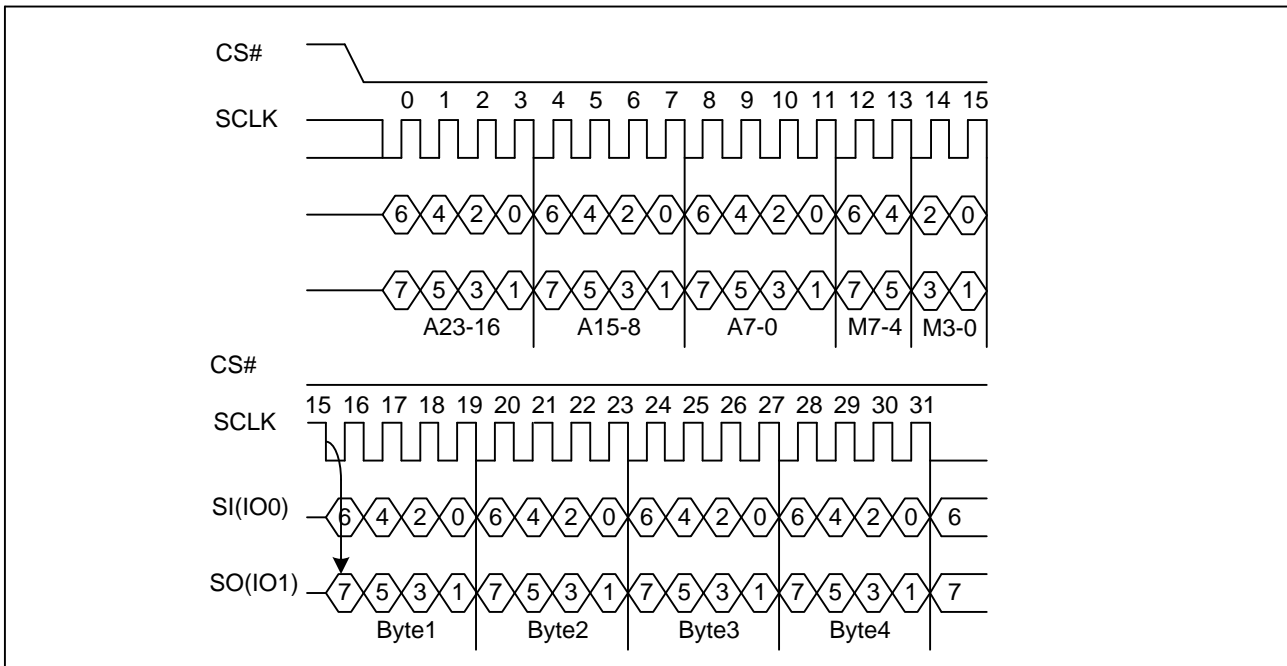 CS#
0 1 2 3 4 5 6 7 8 9 10 11 12 13 14 15
SCLK
6 4 2 0 6 4 2 0 6 4 2 0 6 4 2 0
7 5 3 1 7 5 3 1 7 5 3 1 7 5 3 1
A23-16 A15-8 A7-0 M7-4 M3-0
CS#
15 16 17 18 19 20 21 22 23 24 25 26 27 28 29 30 31
SCLK
SI(IO0) 6 4 2 0 6 4 2 0 6 4 2 0 6 4 2 0 6
SO(IO1) 7 5 3 1 7 5 3 1 7 5 3 1 7 5 3 1 7
Byte1 Byte2 Byte3 Byte4